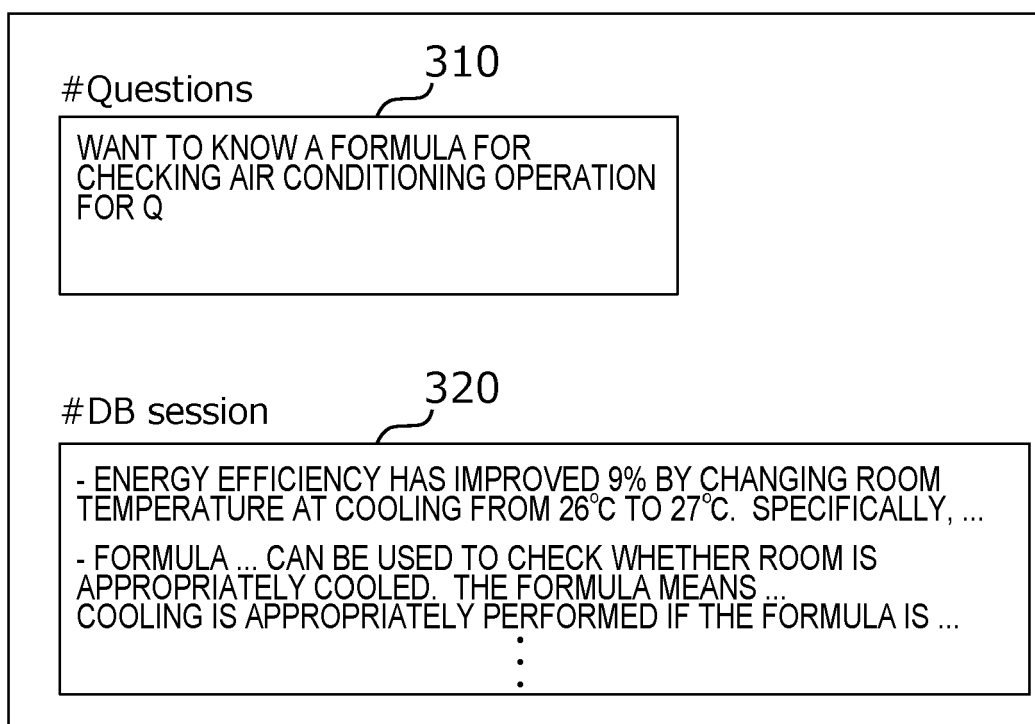 310
#Questions
WANT TO KNOW A FORMULA FOR
CHECKING AIR CONDITIONING OPERATION
FOR Q
320
#DB session
- ENERGY EFFICIENCY HAS IMPROVED 9% BY CHANGING ROOM
TEMPERATURE AT COOLING FROM 26℃ TO 27℃. SPECIFICALLY, ...
- FORMULA ... CAN BE USED TO CHECK WHETHER ROOM IS
APPROPRIATELY COOLED. THE FORMULA MEANS ...
COOLING IS APPROPRIATELY PERFORMED IF THE FORMULA IS ...